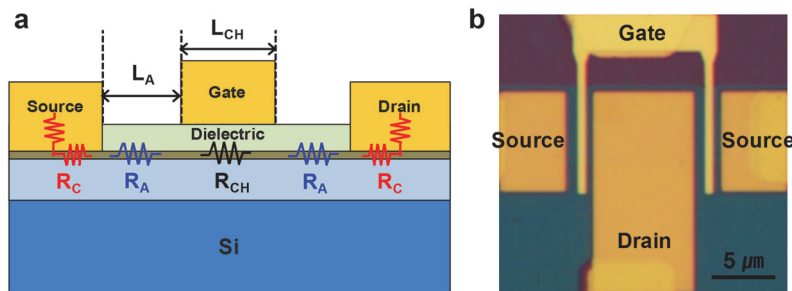 a
L_CH
L_A
Source
Gate
Drain
Dielectric
R_C
R_A
R_CH
R_A
R_C
Si
b
Gate
Source
Source
Drain
5 ㎛